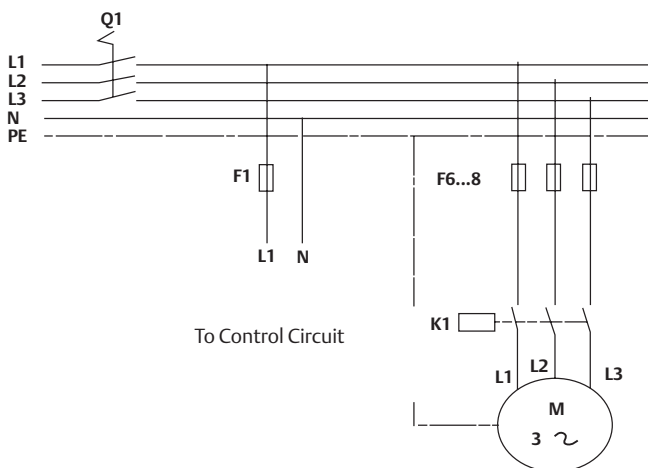 Q1
L1
L2
L3
N
PE
F1
F6...8
L1 N
To Control Circuit
K1
L1 L2 L3
M
3 ~